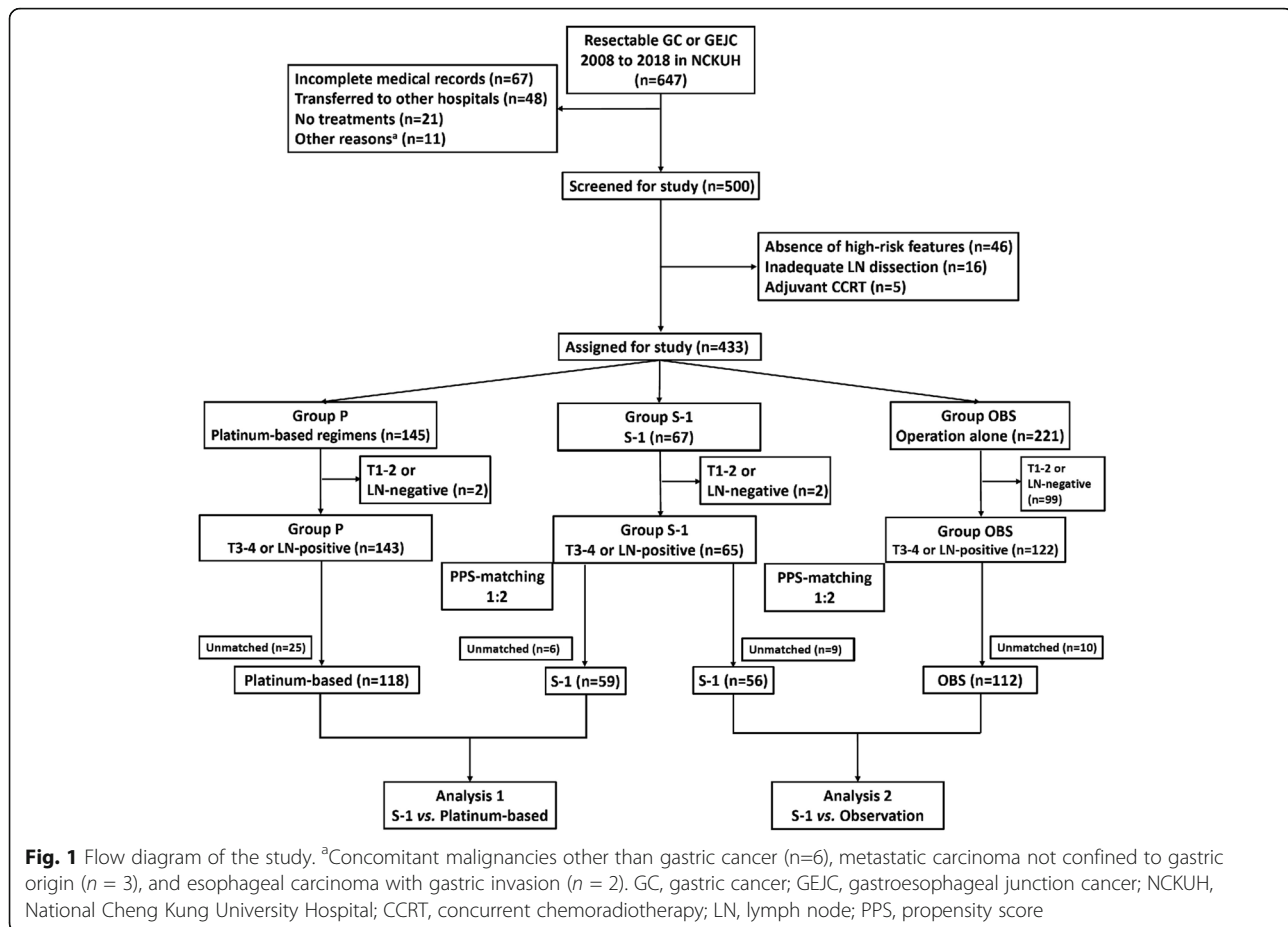 Resectable GC or GEJC
2008 to 2018 in NCKUH
(n=647)
Incomplete medical records (n=67)
Transferred to other hospitals (n=48)
No treatments (n=21)
Other reasonsᵃ (n=11)
Screened for study (n=500)
Absence of high-risk features (n=46)
Inadequate LN dissection (n=16)
Adjuvant CCRT (n=5)
Assigned for study (n=433)
Group P
Platinum-based regimens (n=145)
Group S-1
S-1 (n=67)
Group OBS
Operation alone (n=221)
T1-2 or
LN-negative (n=2)
T1-2 or
LN-negative (n=2)
T1-2 or
LN-negative
(n=99)
Group P
T3-4 or LN-positive (n=143)
Group S-1
T3-4 or LN-positive (n=65)
Group OBS
T3-4 or LN-positive (n=122)
PPS-matching
1:2
PPS-matching
1:2
Unmatched (n=25)
Unmatched (n=6)
Unmatched (n=9)
Unmatched (n=10)
Platinum-based (n=118)
S-1 (n=59)
S-1 (n=56)
OBS (n=112)
Analysis 1
S-1 vs. Platinum-based
Analysis 2
S-1 vs. Observation
Fig. 1 Flow diagram of the study. ᵃConcomitant malignancies other than gastric cancer (n=6), metastatic carcinoma not confined to gastric
origin (n = 3), and esophageal carcinoma with gastric invasion (n = 2). GC, gastric cancer; GEJC, gastroesophageal junction cancer; NCKUH,
National Cheng Kung University Hospital; CCRT, concurrent chemoradiotherapy; LN, lymph node; PPS, propensity score